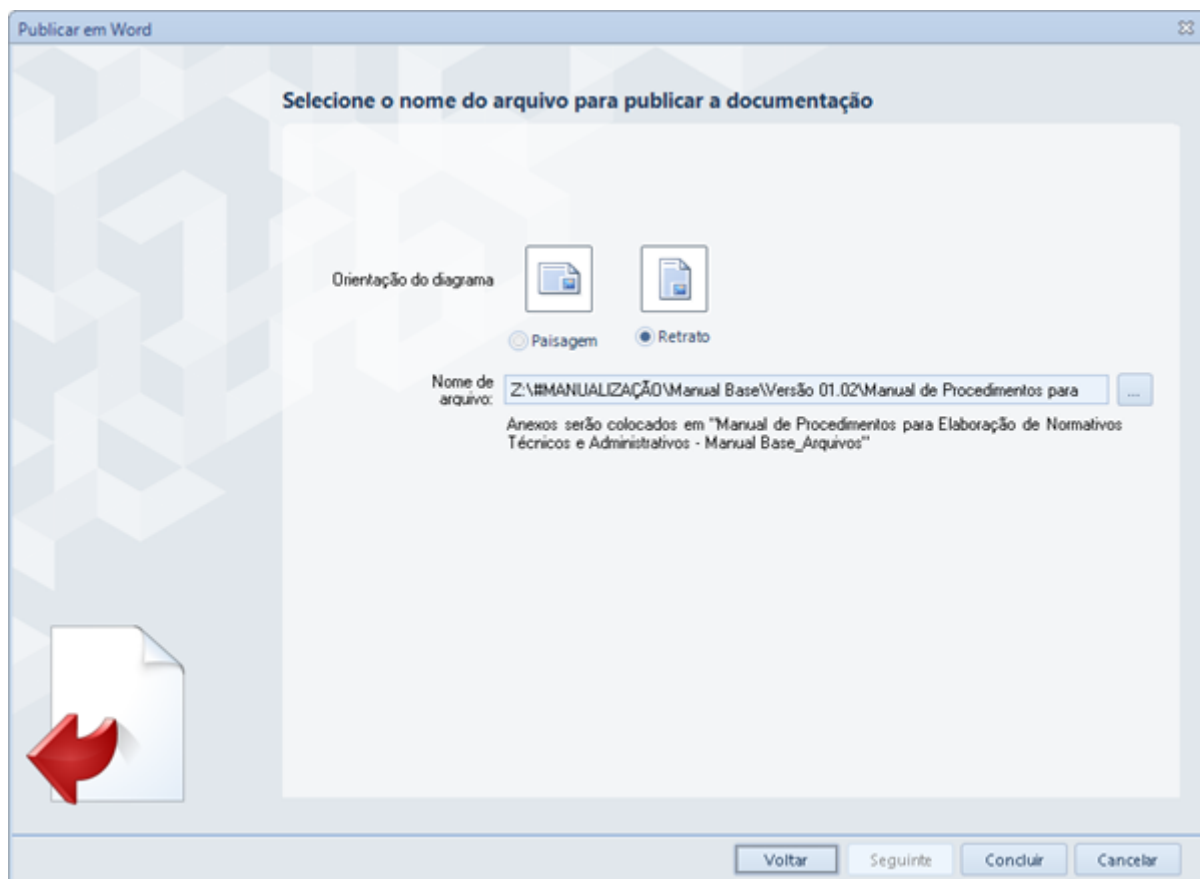 Publicar em Word
Selecione o nome do arquivo para publicar a documentação
Orientação do diagrama
Paisagem
Retrato
Nome de
arquivo:
Z:\#MANUALIZAÇÃO\Manual Base\Versão 01.02\Manual de Procedimentos para
...
Anexos serão colocados em "Manual de Procedimentos para Elaboração de Normativos
Técnicos e Administrativos - Manual Base_Arquivos"
Voltar
Seguinte
Concluir
Cancelar